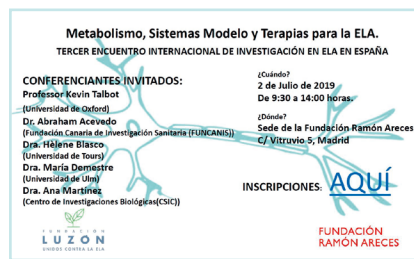 Metabolismo, Sistemas Modelo y Terapias para la ELA.
TERCER ENCUENTRO INTERNACIONAL DE INVESTIGACIÓN EN ELA EN ESPAÑA
CONFERENCIANTES INVITADOS:
Professor Kevin Talbot
(Universidad de Oxford)
Dr. Abraham Acevedo
(Fundación Canaria de Investigación Sanitaria (FUNCANIS))
Dra. Hélène Blasco
(Universidad de Tours)
Dra. María Demestre
(Universidad de Ulm)
Dra. Ana Martínez
(Centro de Investigaciones Biológicas(CSIC))
¿Cuándo?
2 de Julio de 2019
De 9:30 a 14:00 horas.
¿Dónde?
Sede de la Fundación Ramón Areces
C/ Vitruvio 5, Madrid
INSCRIPCIONES: AQUÍ
FUNDACIÓN
LUZÓN
UNIDOS CONTRA LA ELA
FUNDACIÓN
RAMÓN ARECES